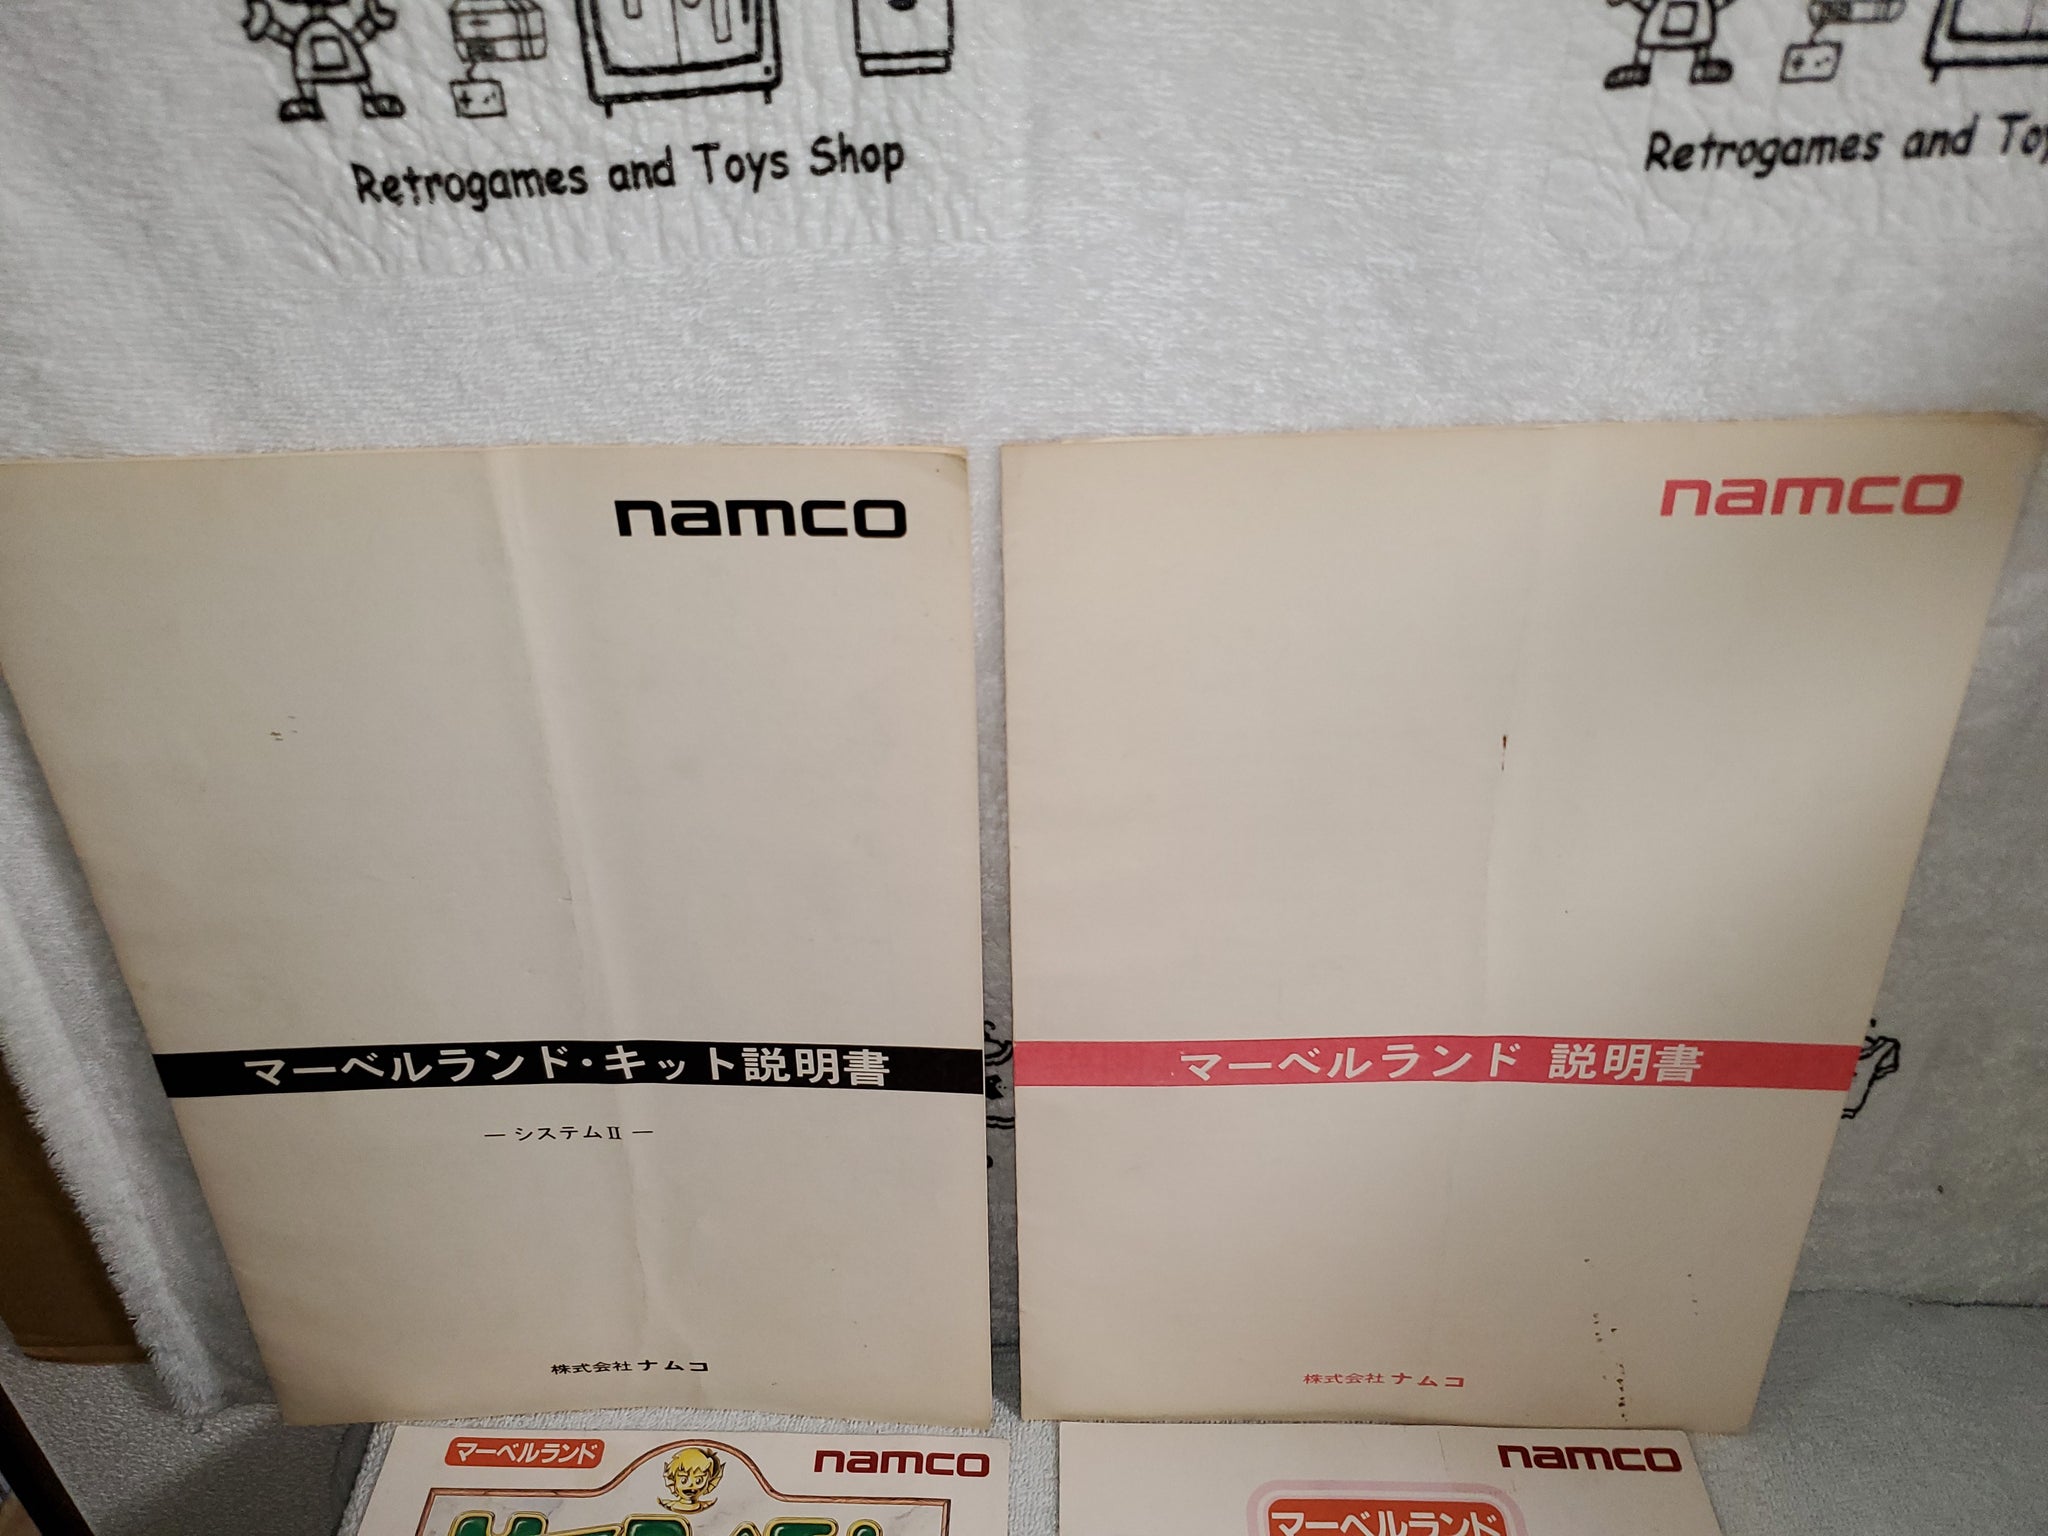 Retrogames and Toys Shop
Retrogames and
namco
マーベルランド・キット説明書
─ システムII ─
株式会社ナムコ
namco
マーベルランド 説明書
株式会社ナムコ
マーベルランド
namco
namco
マーベルランド